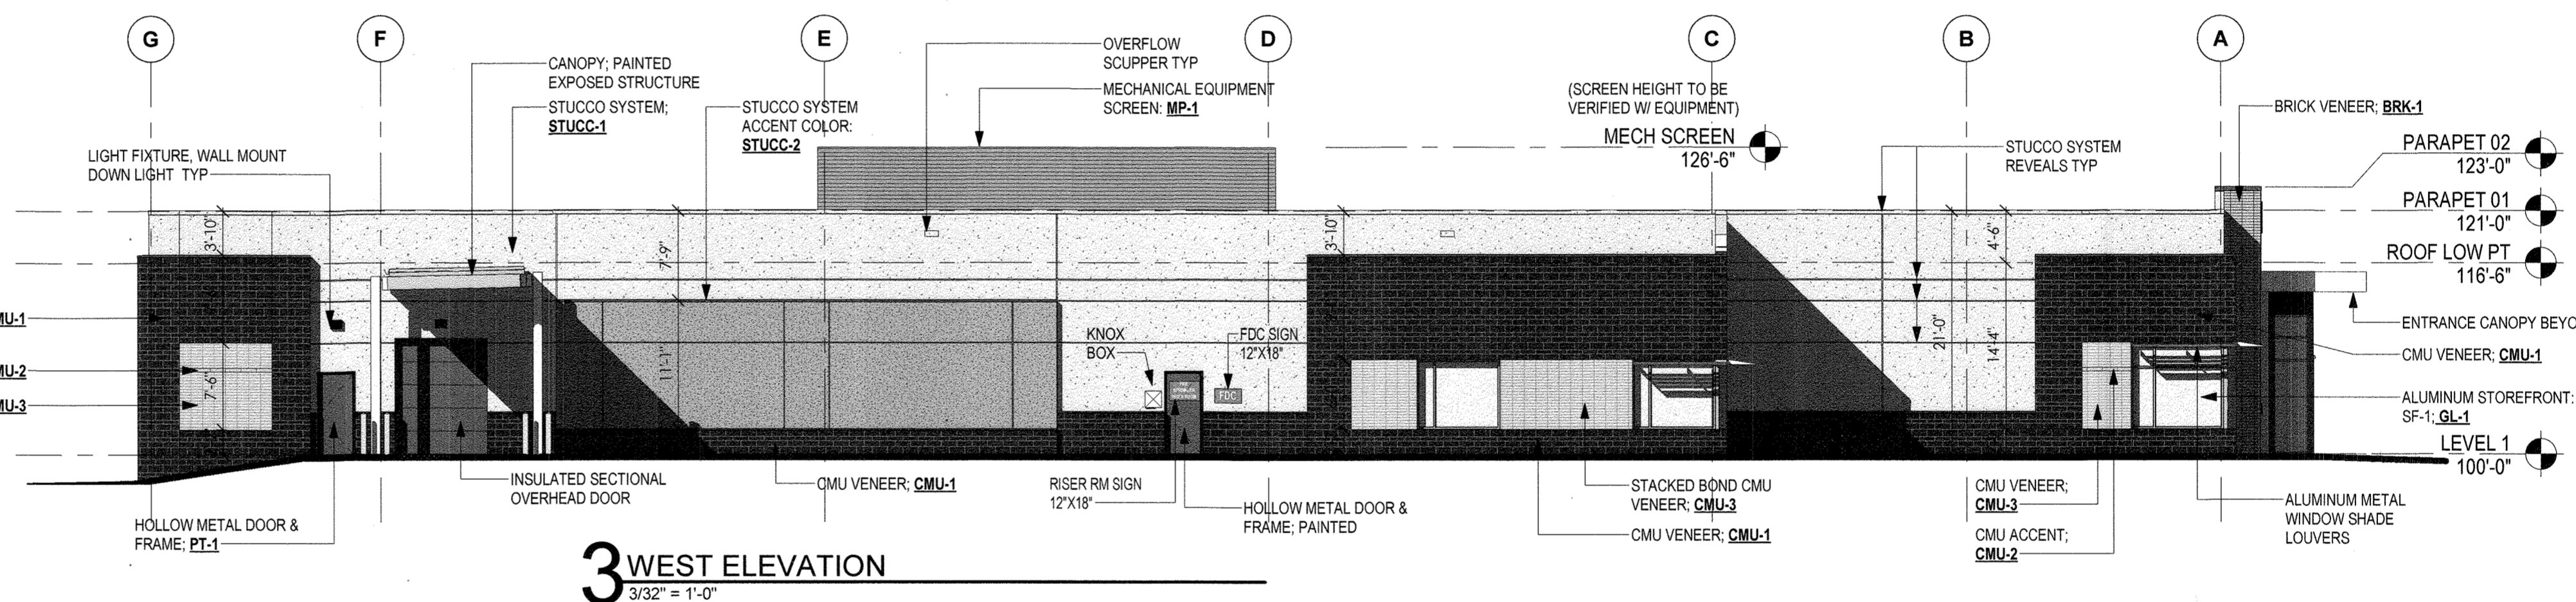 G
F
E
D
C
B
A
CANOPY; PAINTED
EXPOSED STRUCTURE
STUCCO SYSTEM;
STUCC-1
STUCCO SYSTEM
ACCENT COLOR:
STUCC-2
OVERFLOW
SCUPPER TYP
MECHANICAL EQUIPMENT
SCREEN: MP-1
(SCREEN HEIGHT TO BE
VERIFIED W/ EQUIPMENT)
MECH SCREEN
126'-6"
STUCCO SYSTEM
REVEALS TYP
BRICK VENEER; BRK-1
PARAPET 02
123'-0"
PARAPET 01
121'-0"
ROOF LOW PT
116'-6"
ENTRANCE CANOPY BEYO
CMU VENEER; CMU-1
ALUMINUM STOREFRONT:
SF-1; GL-1
LEVEL 1
100'-0"
LIGHT FIXTURE, WALL MOUNT
DOWN LIGHT TYP
3'-10"
7'-9"
3'-10"
4'-6"
MU-1
MU-2
MU-3
7'-6"
11'-1"
21'-0"
14'-4"
KNOX
BOX
FDC SIGN
12"X18"
FDC
HOLLOW METAL DOOR &
FRAME; PT-1
INSULATED SECTIONAL
OVERHEAD DOOR
CMU VENEER; CMU-1
RISER RM SIGN
12"X18"
HOLLOW METAL DOOR &
FRAME; PAINTED
STACKED BOND CMU
VENEER; CMU-3
CMU VENEER; CMU-1
CMU VENEER;
CMU-3
CMU ACCENT;
CMU-2
ALUMINUM METAL
WINDOW SHADE
LOUVERS
3 WEST ELEVATION
3/32" = 1'-0"